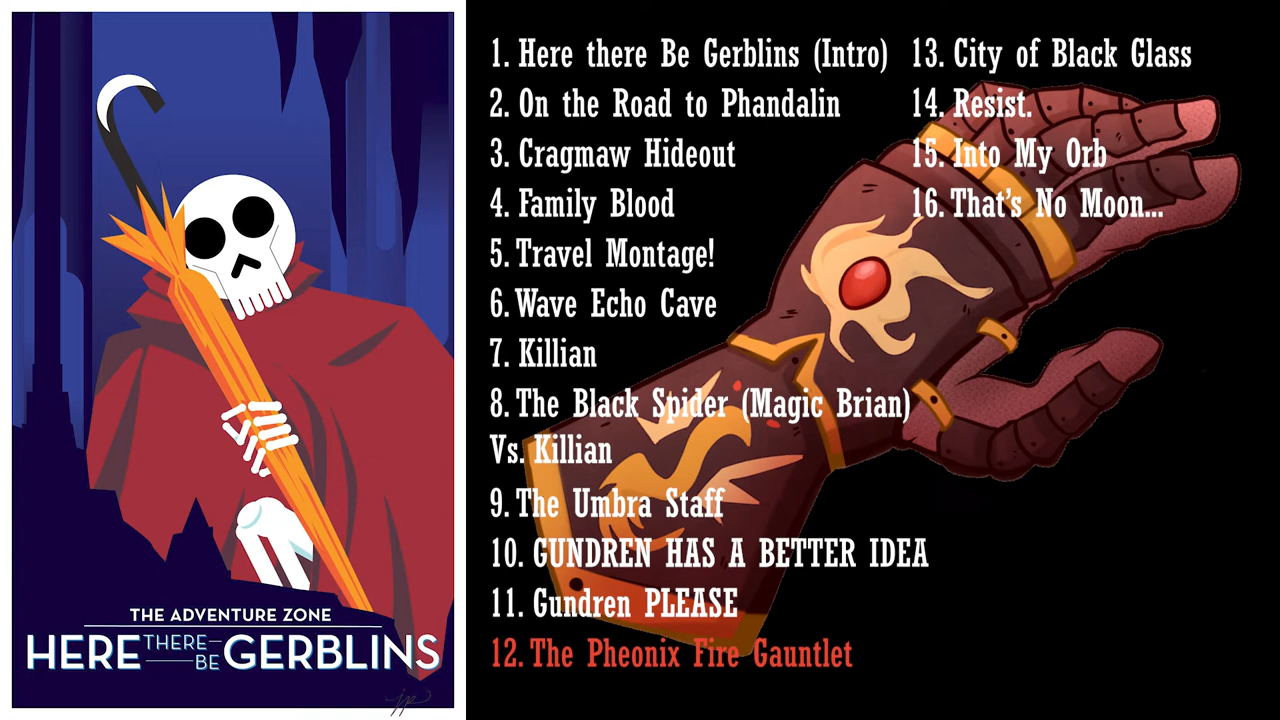 THE ADVENTURE ZONE
HERE THERE BE GERBLINS
1. Here there Be Gerblins (Intro)
2. On the Road to Phandalin
3. Cragmaw Hideout
4. Family Blood
5. Travel Montage!
6. Wave Echo Cave
7. Killian
8. The Black Spider (Magic Brian)
Vs. Killian
9. The Umbra Staff
10. GUNDREN HAS A BETTER IDEA
11. Gundren PLEASE
12. The Pheonix Fire Gauntlet
13. City of Black Glass
14. Resist.
15. Into My Orb
16. That's No Moon...